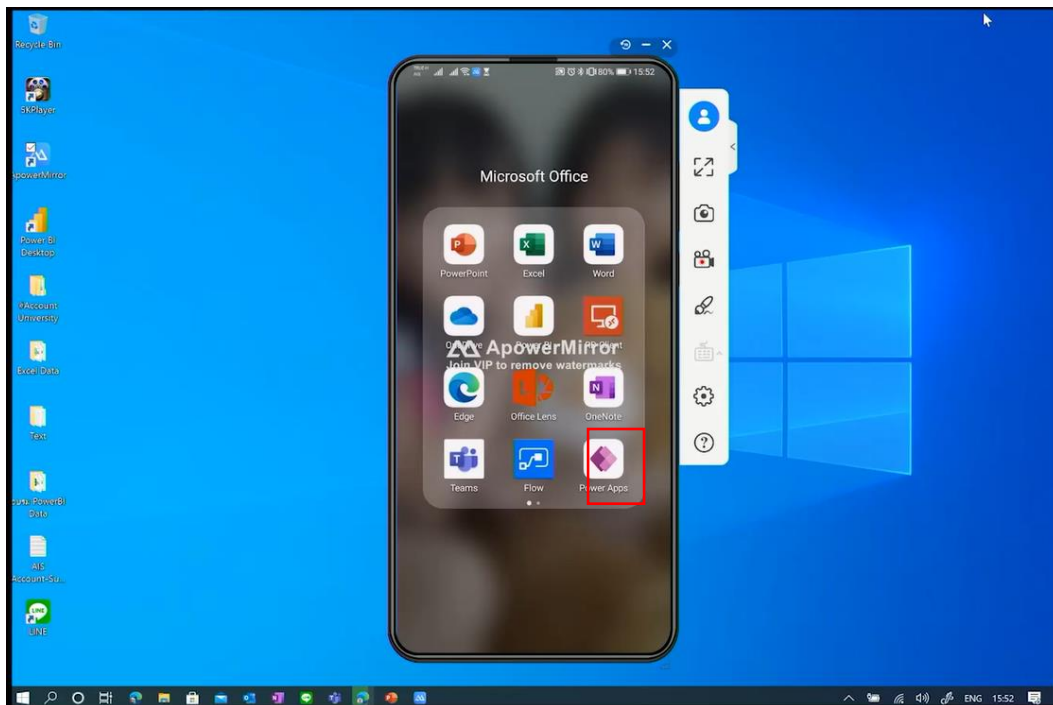 Recycle Bin
5KPlayer
ApowerMirror
Power BI
Desktop
#Account
University
Excel Data
Text
PowerBI
Data
AIS
Account-Su...
LINE
80%
15:52
Microsoft Office
PowerPoint
Excel
Word
ApowerMirror
Join VIP to remove watermarks
Edge
Office Lens
OneNote
Teams
Flow
Power Apps
ENG
15:52